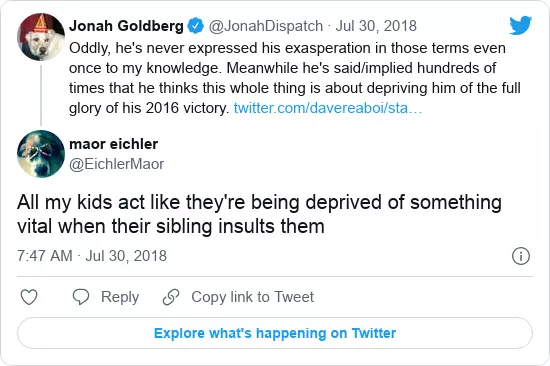 Jonah Goldberg @JonahDispatch · Jul 30, 2018
Oddly, he's never expressed his exasperation in those terms even
once to my knowledge. Meanwhile he's said/implied hundreds of
times that he thinks this whole thing is about depriving him of the full
glory of his 2016 victory. twitter.com/davereaboi/sta…
maor eichler
@EichlerMaor
All my kids act like they're being deprived of something
vital when their sibling insults them
7:47 AM · Jul 30, 2018
Reply
Copy link to Tweet
Explore what's happening on Twitter